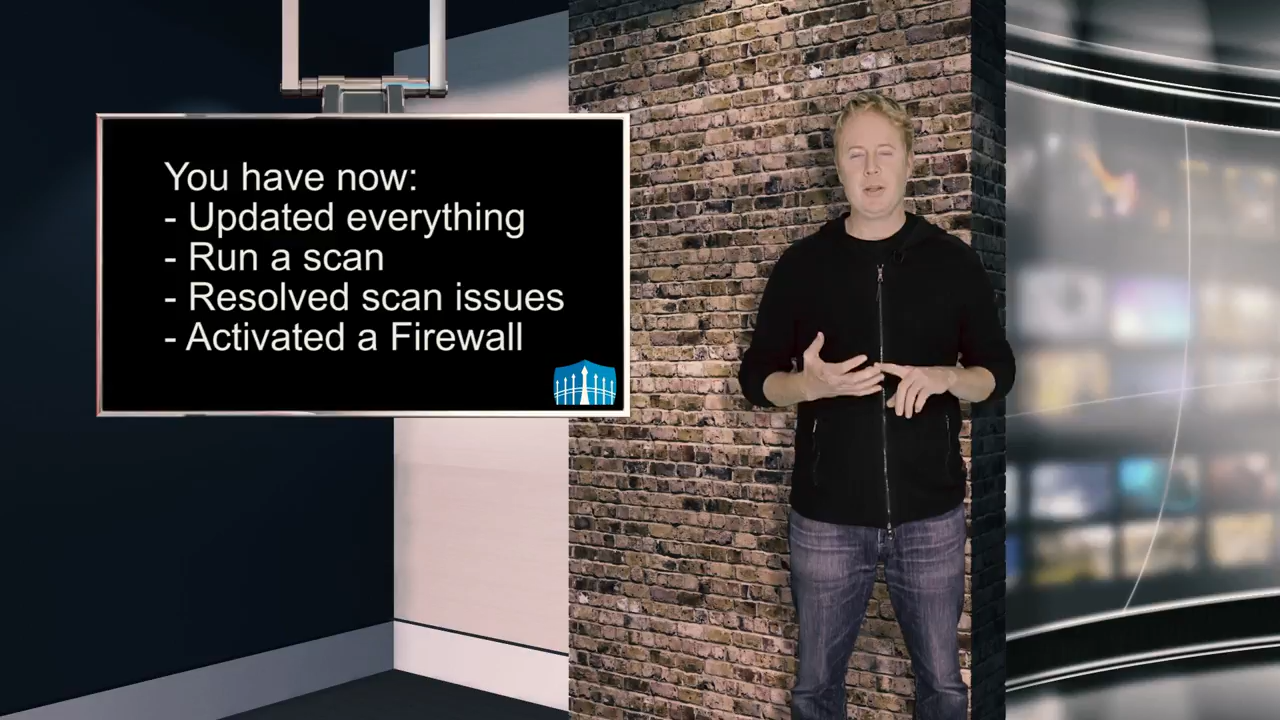 You have now:
- Updated everything
- Run a scan
- Resolved scan issues
- Activated a Firewall